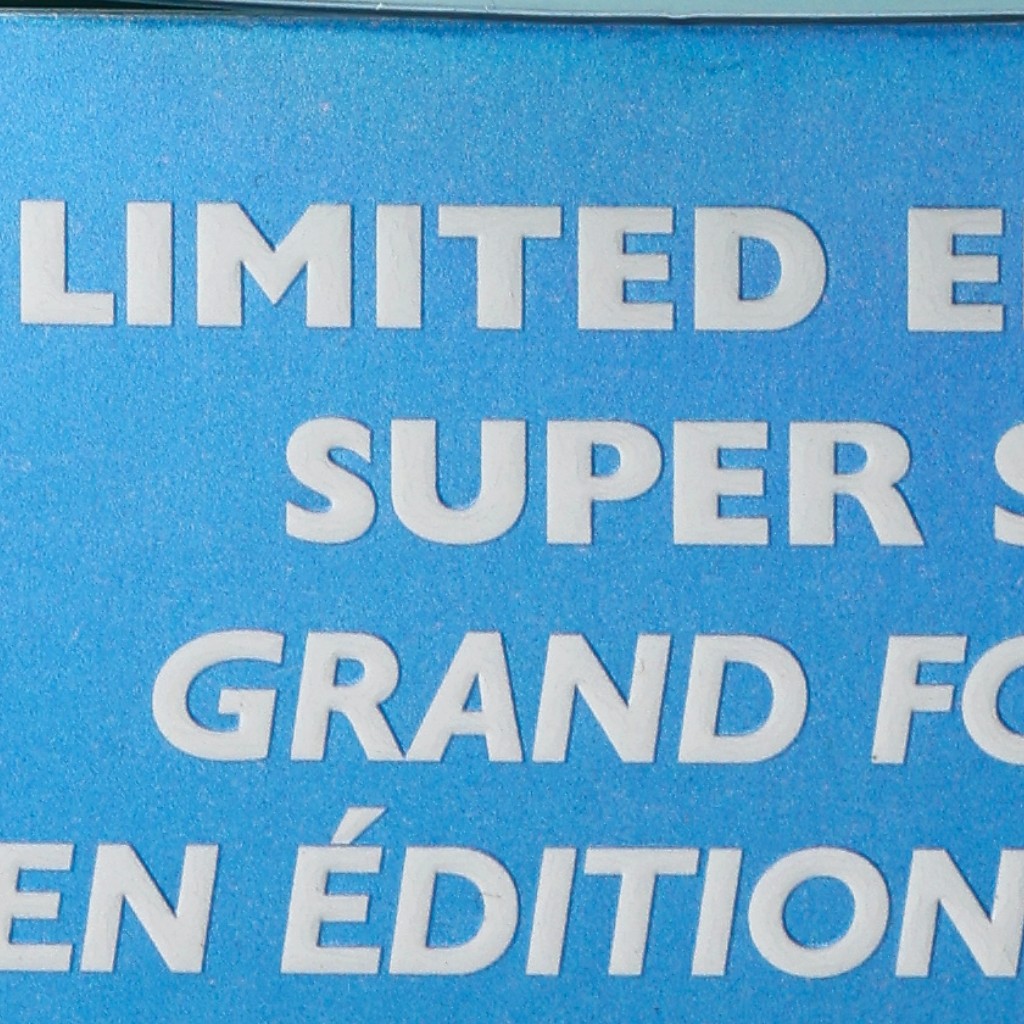 LIMITED E
SUPER S
GRAND FO
EN ÉDITION